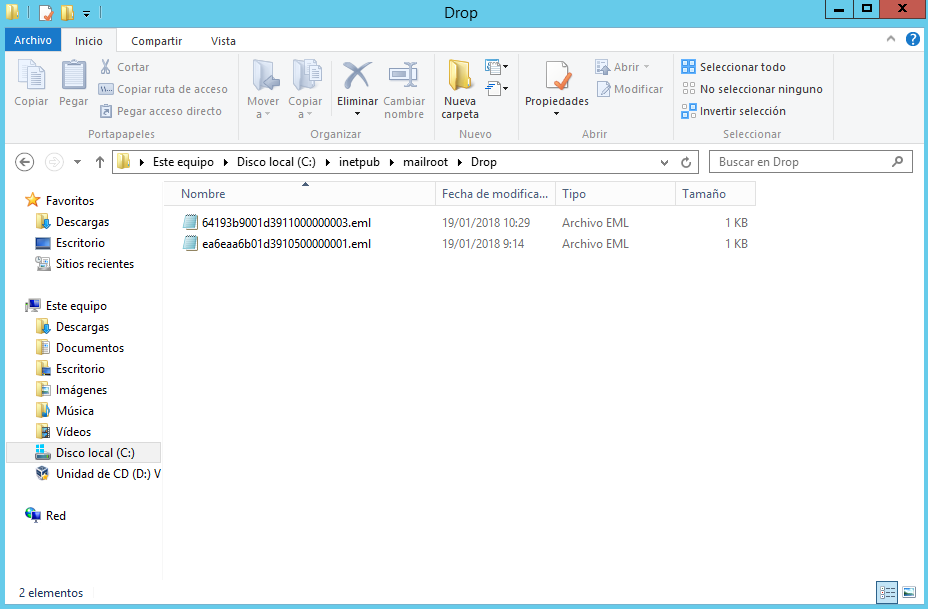 Drop
Archivo Inicio Compartir Vista
Copiar
Pegar
Cortar
Copiar ruta de acceso
Pegar acceso directo
Portapapeles
Mover a
Copiar a
Eliminar
Cambiar nombre
Organizar
Nueva carpeta
Nuevo
Propiedades
Abrir
Modificar
Abrir
Seleccionar todo
No seleccionar ninguno
Invertir selección
Seleccionar
Este equipo Disco local (C:) inetpub mailroot Drop
Buscar en Drop
Favoritos
Descargas
Escritorio
Sitios recientes
Este equipo
Descargas
Documentos
Escritorio
Imágenes
Música
Vídeos
Disco local (C:)
Unidad de CD (D:) V
Red
Nombre Fecha de modifica... Tipo Tamaño
64193b9001d3911000000003.eml 19/01/2018 10:29 Archivo EML 1 KB
ea6eaa6b01d3910500000001.eml 19/01/2018 9:14 Archivo EML 1 KB
2 elementos